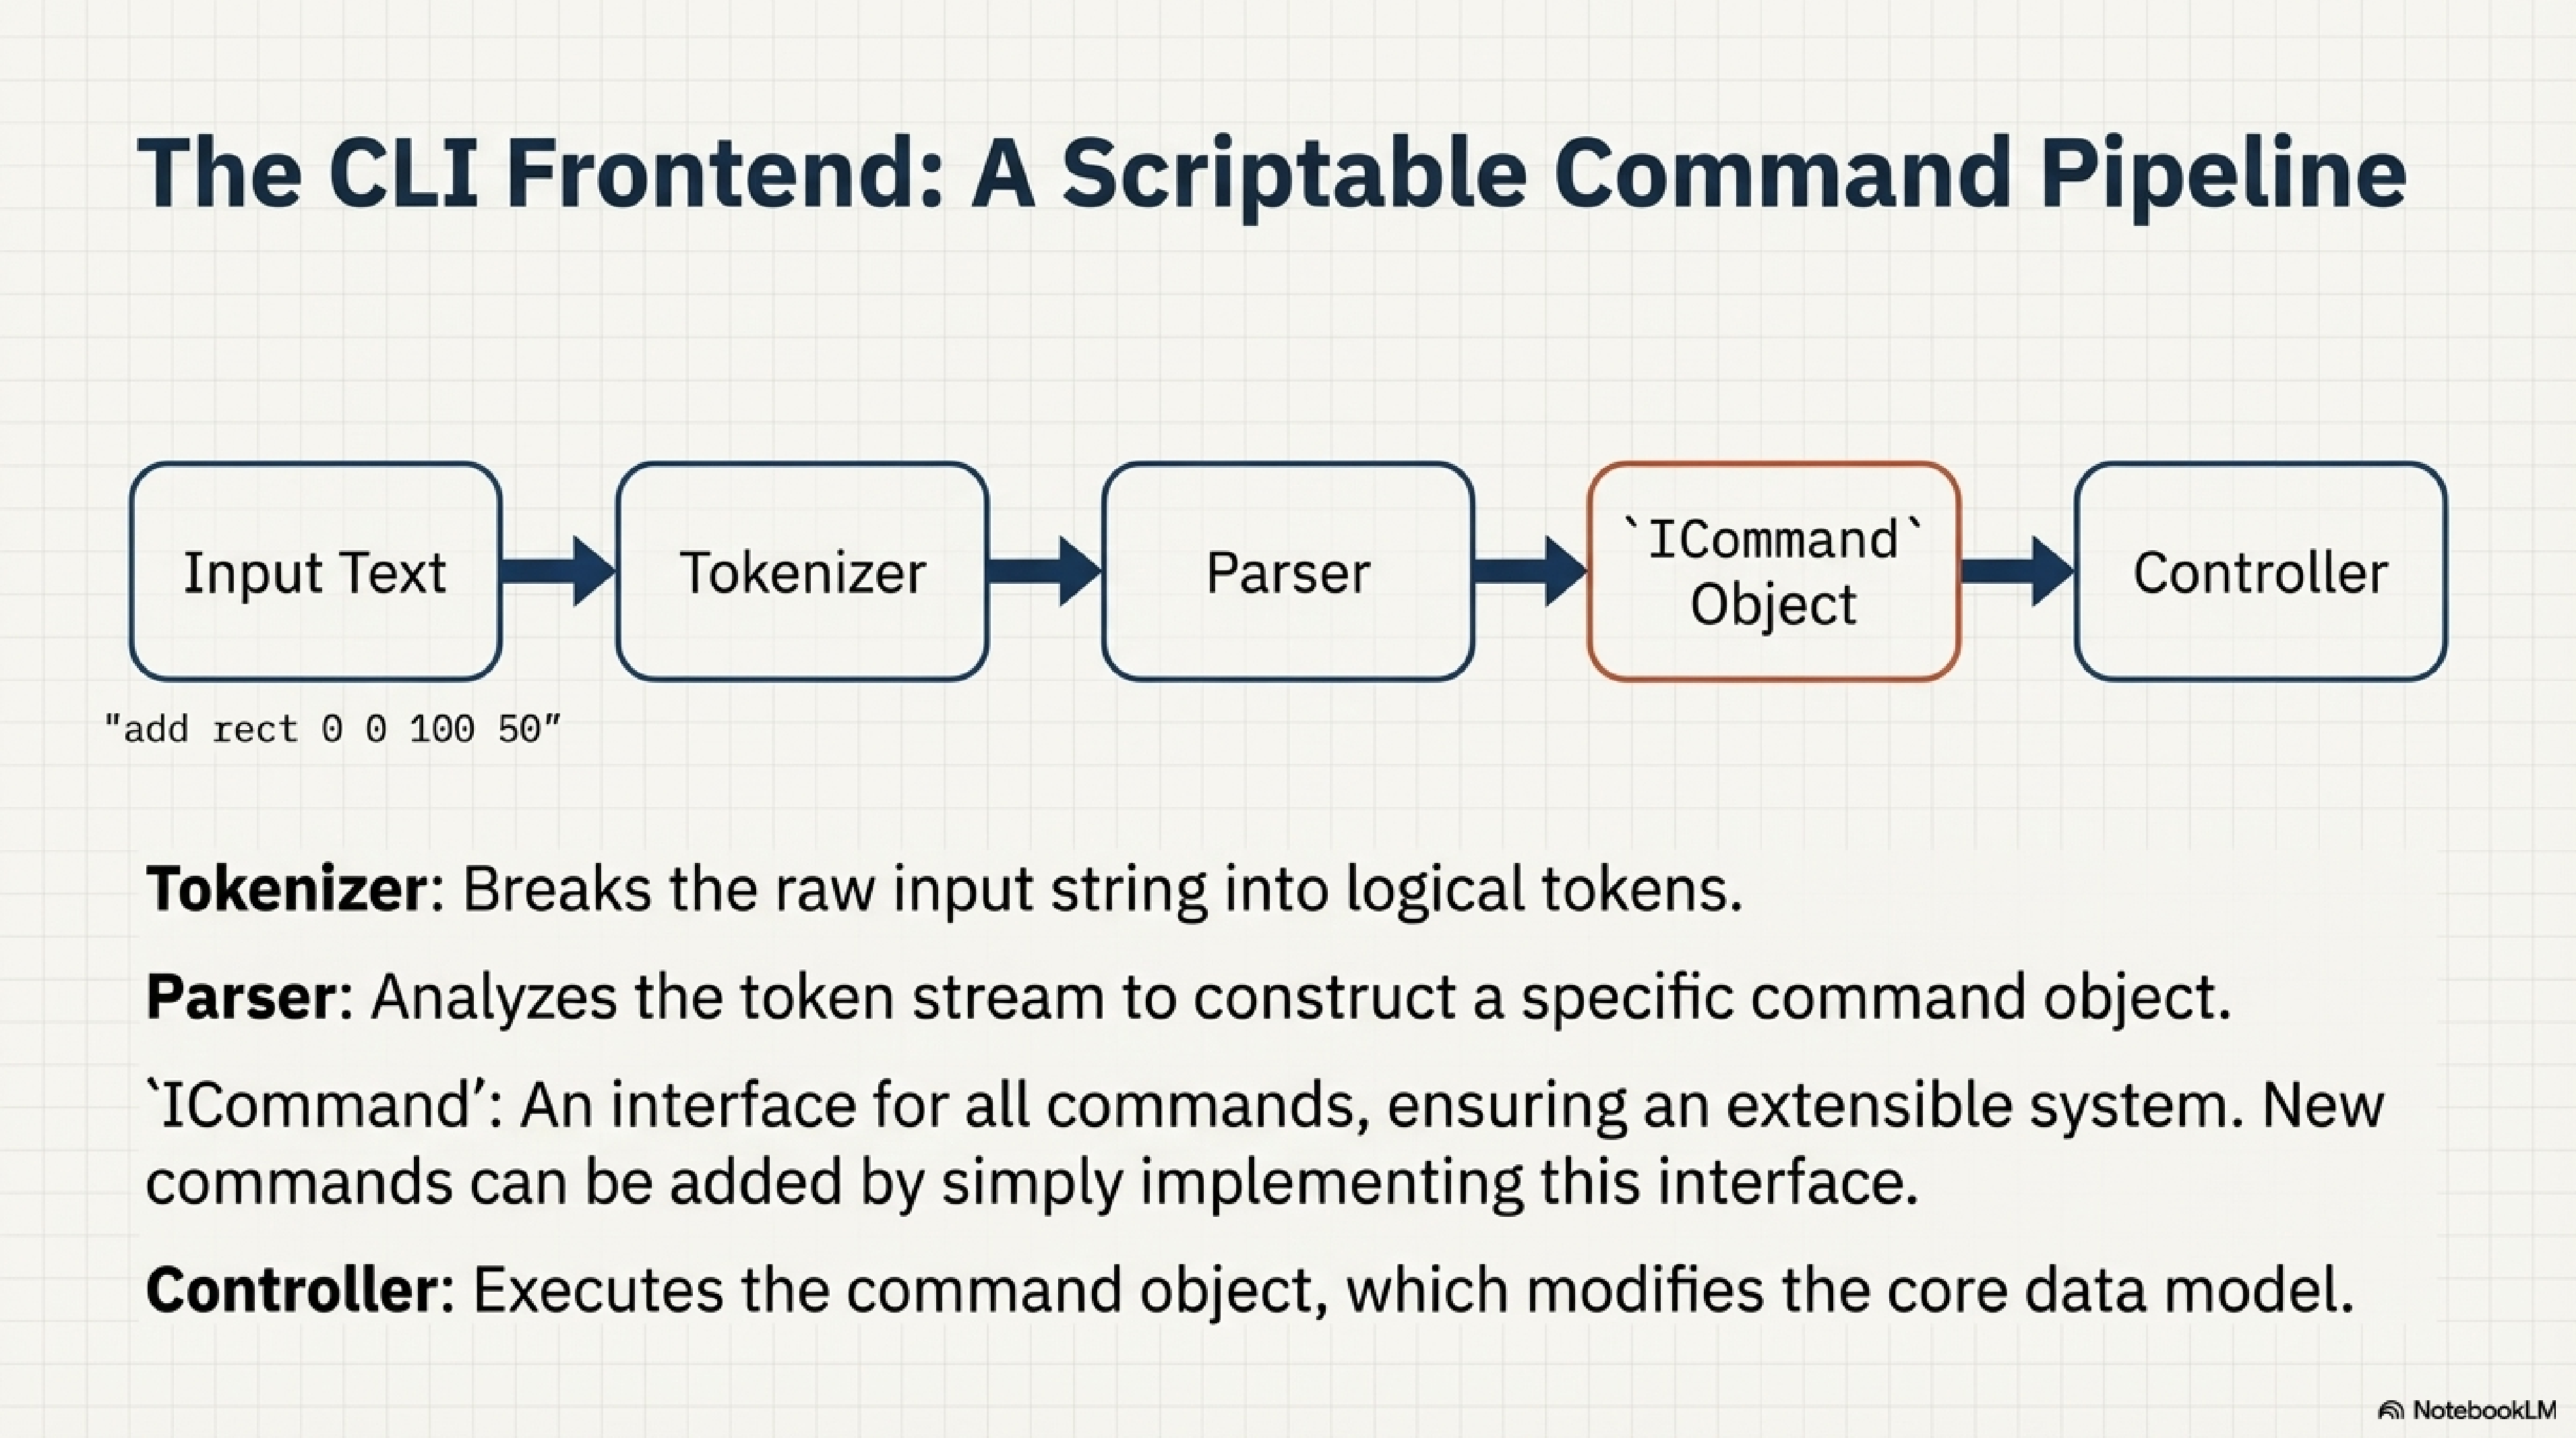 The CLI Frontend: A Scriptable Command Pipeline
Input Text
Tokenizer
Parser
`ICommand`
Object
Controller
"add rect 0 0 100 50”
Tokenizer: Breaks the raw input string into logical tokens.
Parser: Analyzes the token stream to construct a specific command object.
`ICommand’: An interface for all commands, ensuring an extensible system. New
commands can be added by simply implementing this interface.
Controller: Executes the command object, which modifies the core data model.
NotebookLM